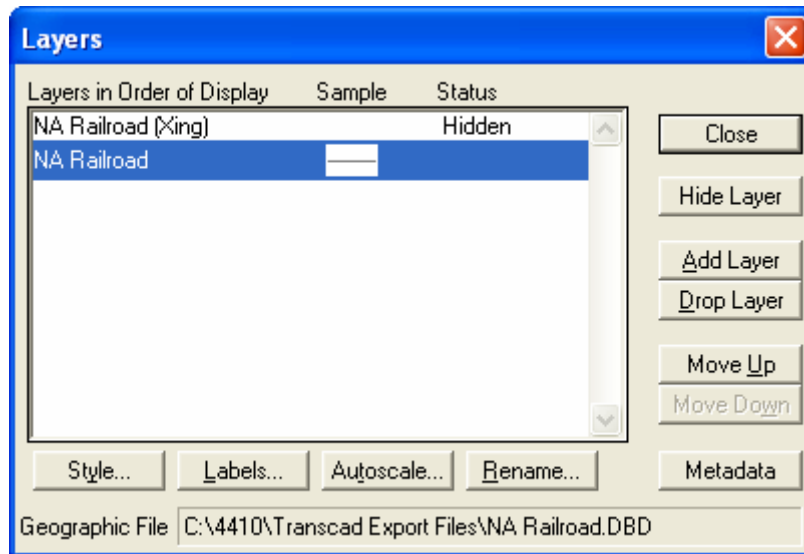 Layers
Layers in Order of Display Sample Status
NA Railroad (Xing) Hidden
NA Railroad
Close
Hide Layer
Add Layer
Drop Layer
Move Up
Move Down
Style... Labels... Autoscale... Rename... Metadata
Geographic File C:\4410\Transcad Export Files\NA Railroad.DBD